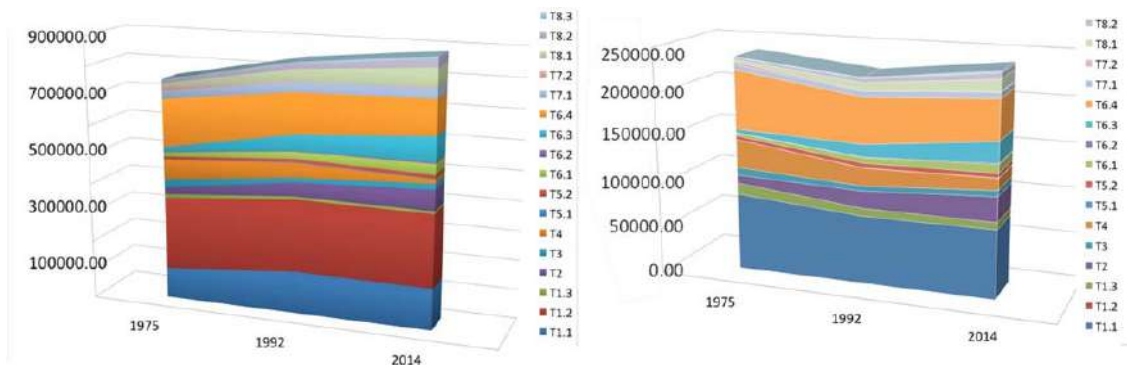 900000.00
700000.00
500000.00
300000.00
100000.00
1975
1992
2014
T8.3
T8.2
T8.1
T7.2
T7.1
T6.4
T6.3
T6.2
T6.1
T5.2
T5.1
T4
T3
T2
T1.3
T1.2
T1.1
250000.00
200000.00
150000.00
100000.00
50000.00
0.00
1975
1992
2014
T8.2
T8.1
T7.2
T7.1
T6.4
T6.3
T6.2
T6.1
T5.2
T5.1
T4
T3
T2
T1.3
T1.2
T1.1